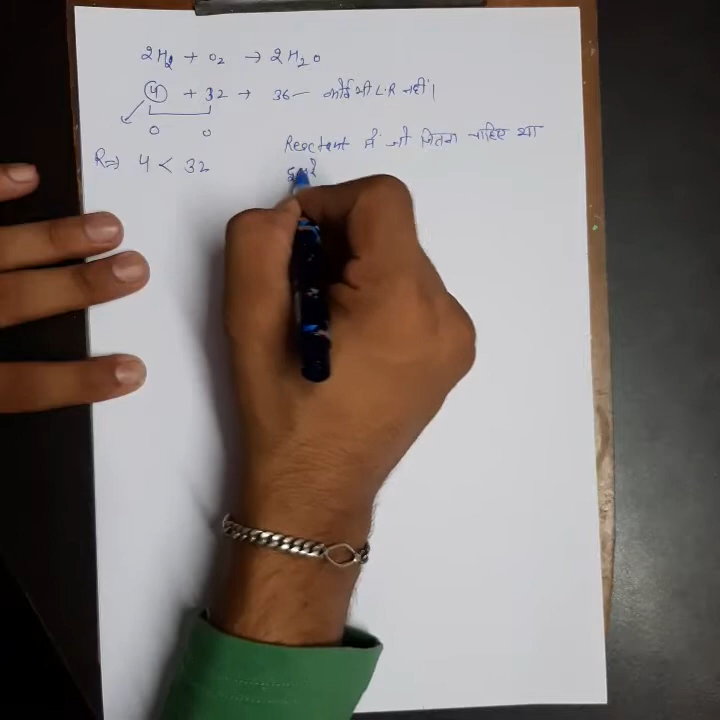 2H2 + O2 → 2H2O
4 + 32 → 36 — कोई भी L.R नहीं।
0 0
Reactant में जो जितना चाहिए था
R⇒ 4 < 32